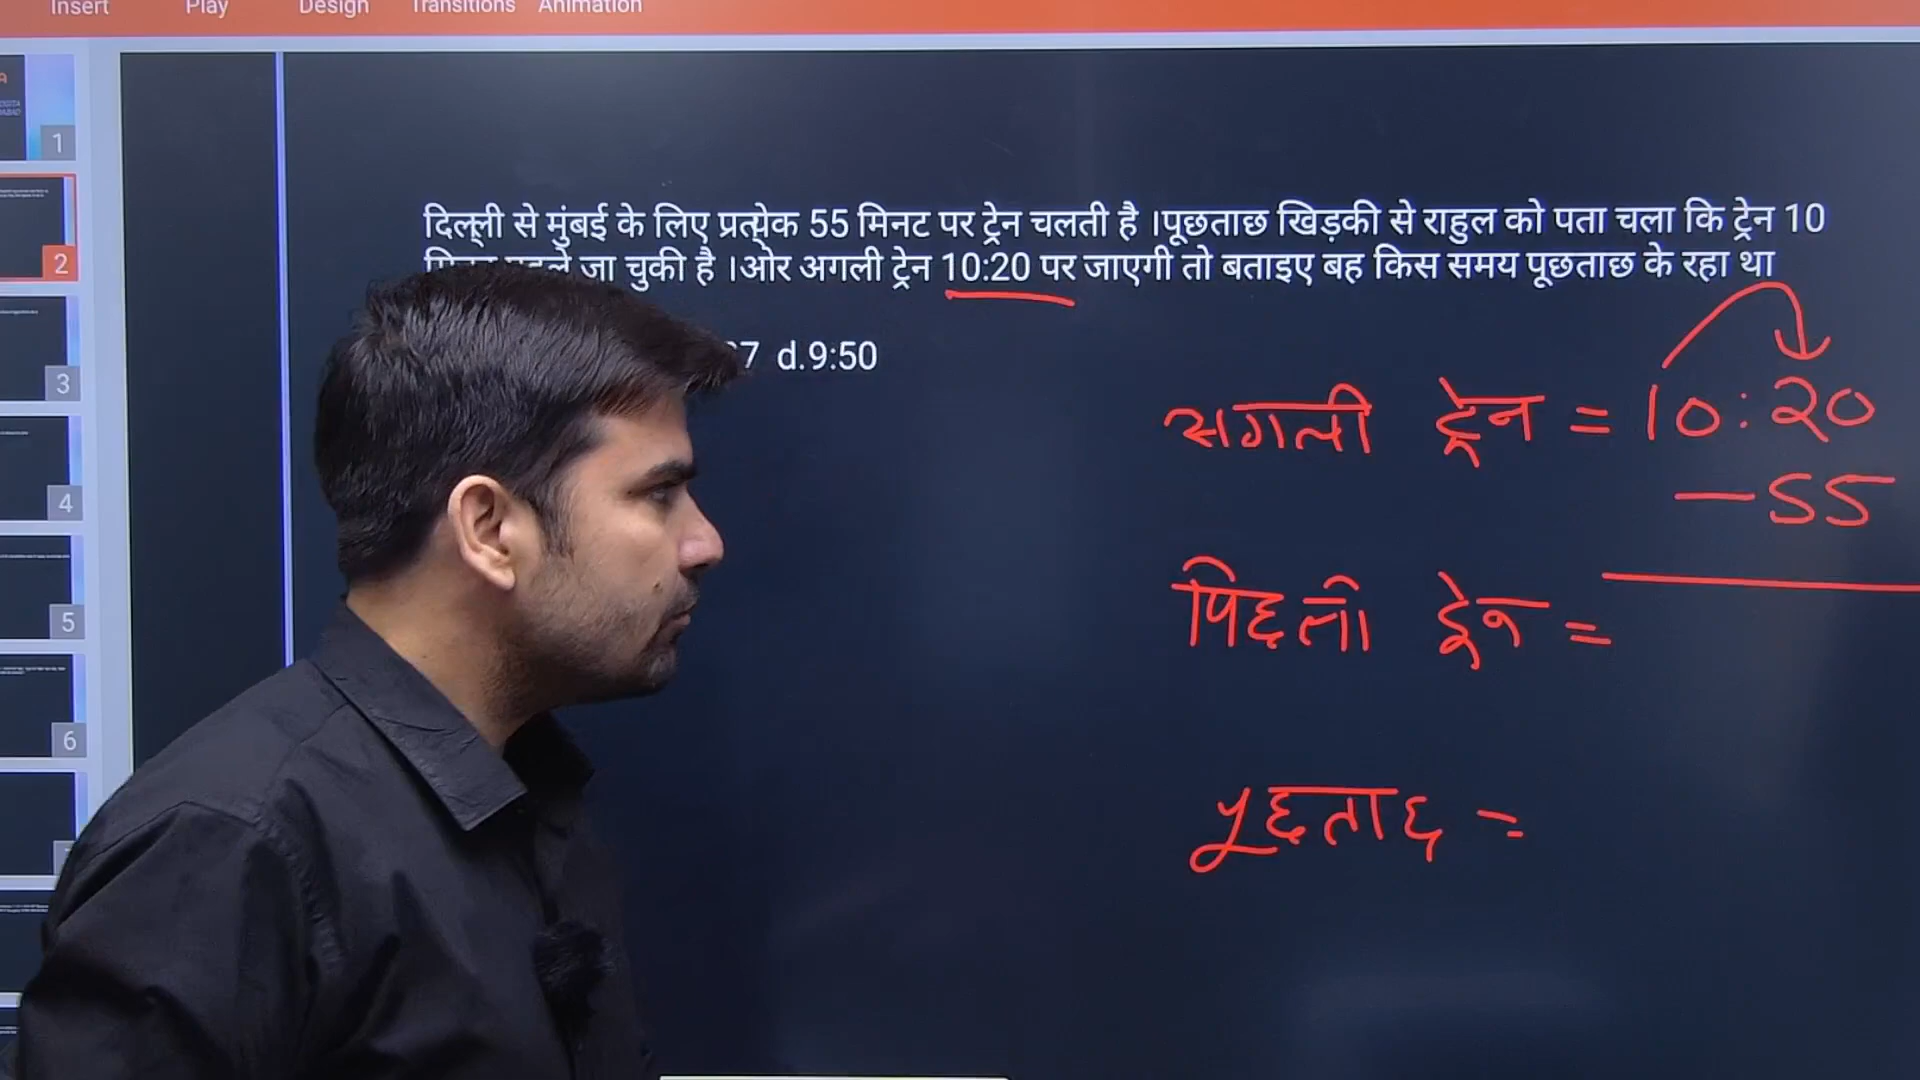 Insert Play Design Transitions Animation
1
2
3
4
5
6
दिल्ली से मुंबई के लिए प्रत्येक 55 मिनट पर ट्रेन चलती है ।पूछताछ खिड़की से राहुल को पता चला कि ट्रेन 10
जा चुकी है ।ओर अगली ट्रेन 10:20 पर जाएगी तो बताइए बह किस समय पूछताछ के रहा था
37 d.9:50
अगली ट्रेन = 10:20
-55
पिछली ट्रेन =
पूछताछ =